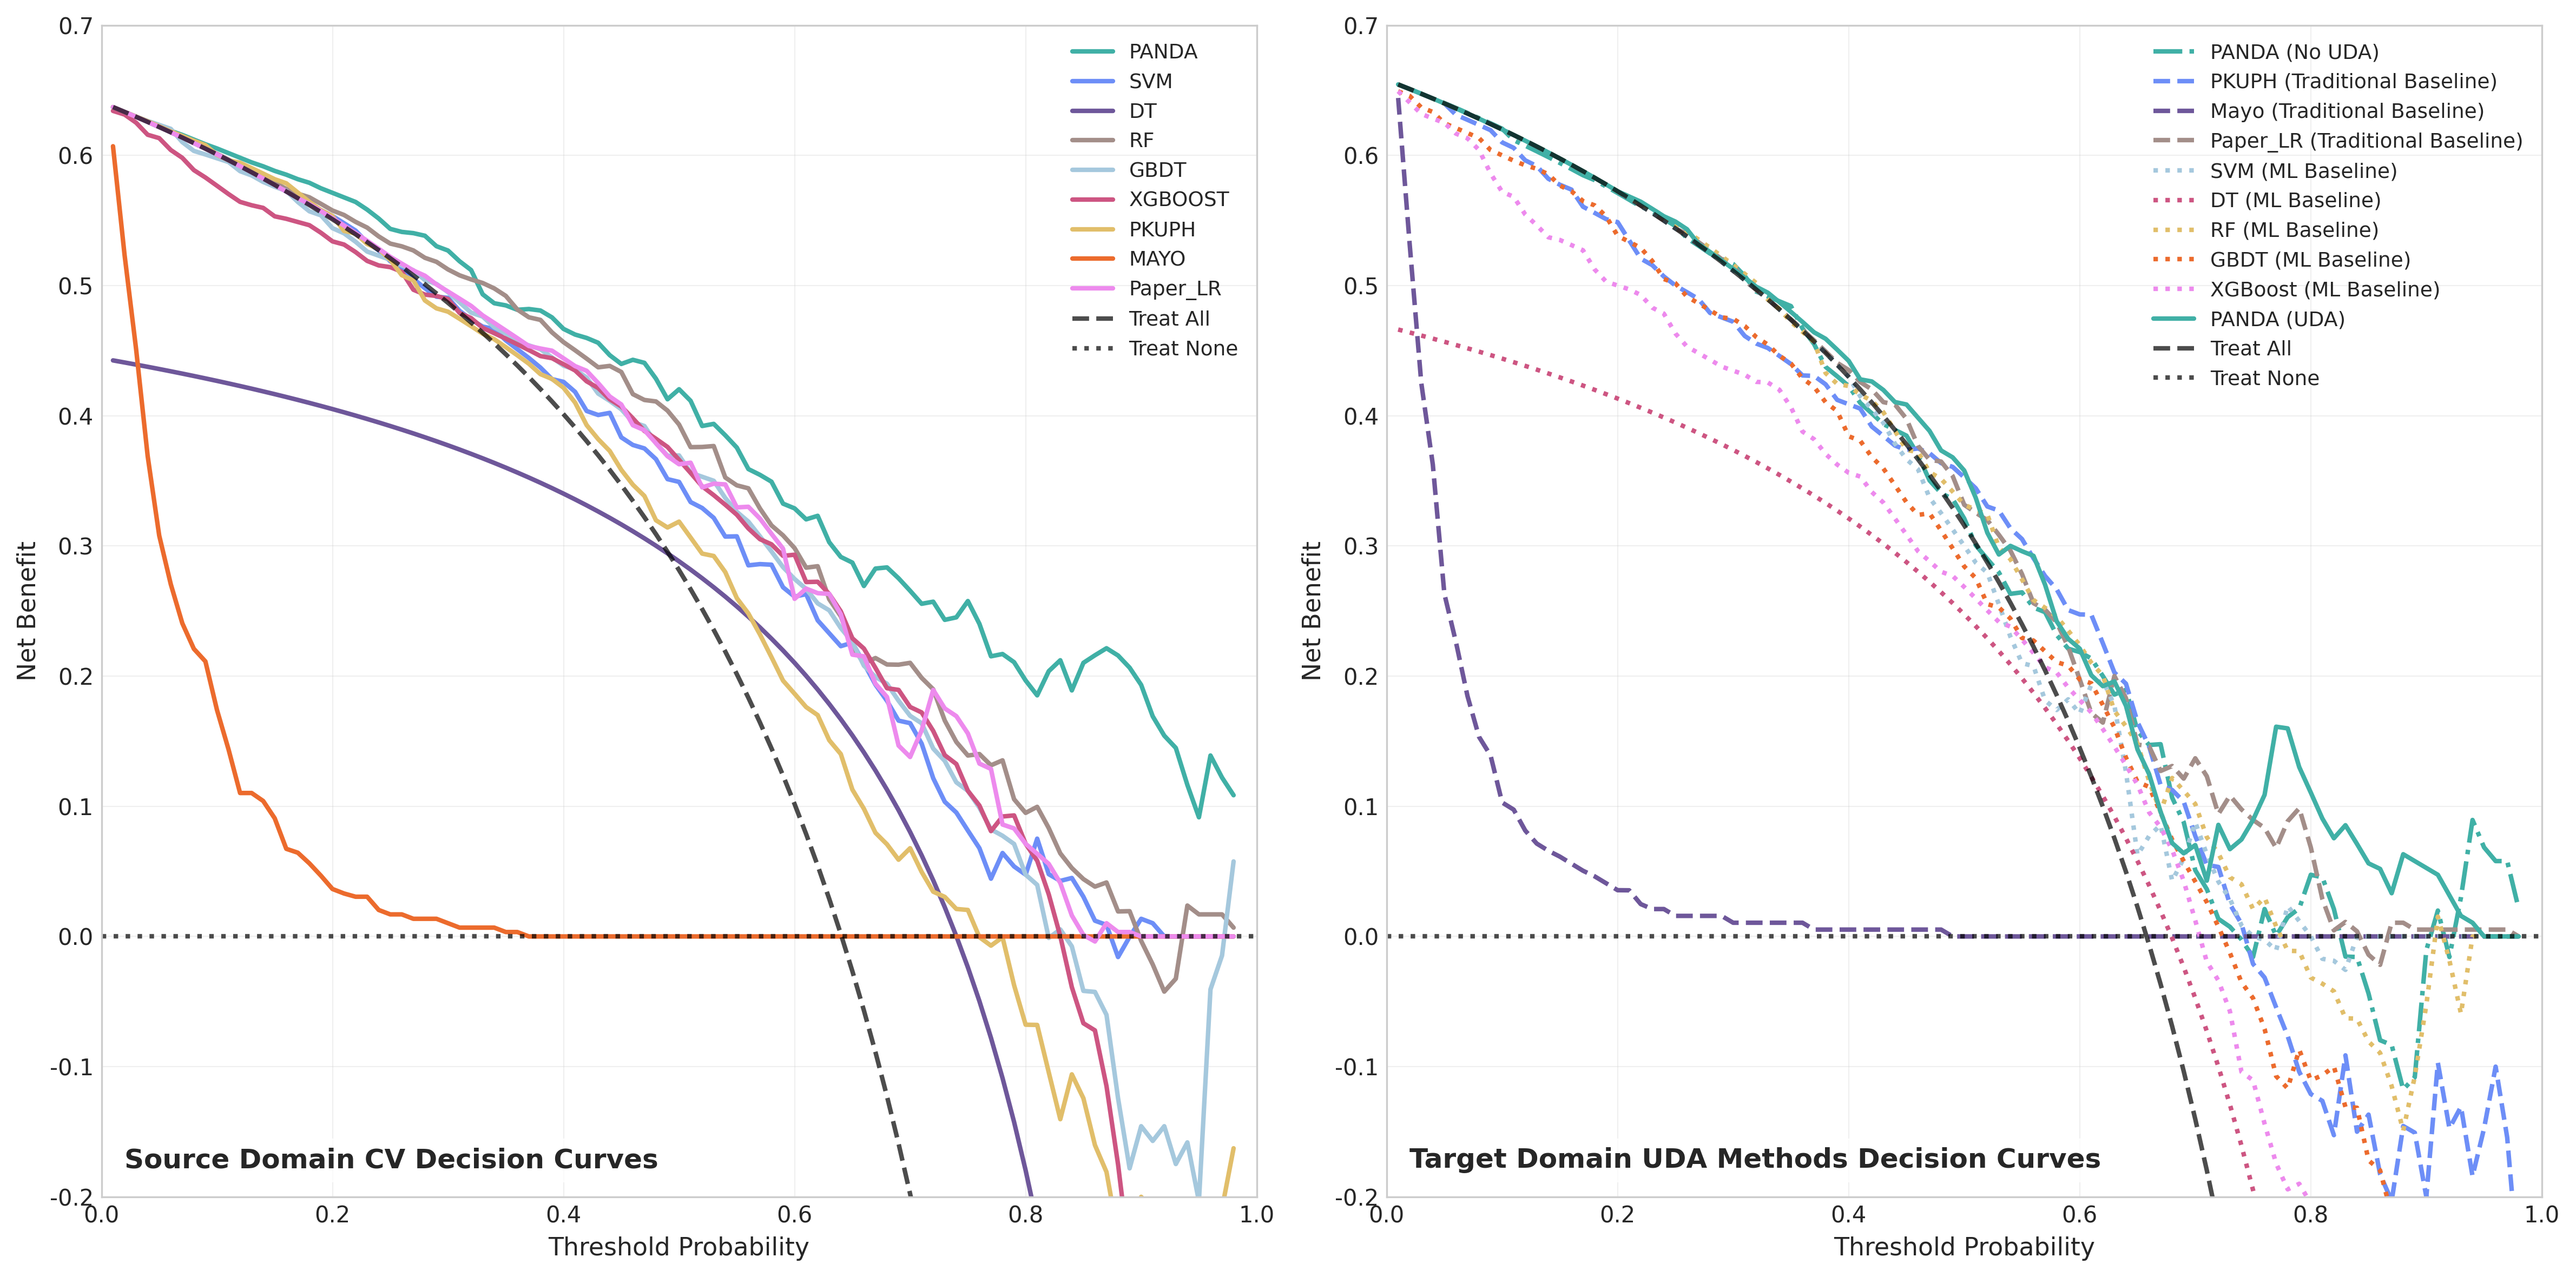 0.7
0.6
0.5
0.4
0.3
0.2
0.1
0.0
-0.1
-0.2
Net Benefit
0.0 0.2 0.4 0.6 0.8 1.0
Threshold Probability
PANDA
SVM
DT
RF
GBDT
XGBOOST
PKUPH
MAYO
Paper_LR
Treat All
Treat None
Source Domain CV Decision Curves
0.7
0.6
0.5
0.4
0.3
0.2
0.1
0.0
-0.1
-0.2
Net Benefit
0.0 0.2 0.4 0.6 0.8 1.0
Threshold Probability
PANDA (No UDA)
PKUPH (Traditional Baseline)
Mayo (Traditional Baseline)
Paper_LR (Traditional Baseline)
SVM (ML Baseline)
DT (ML Baseline)
RF (ML Baseline)
GBDT (ML Baseline)
XGBoost (ML Baseline)
PANDA (UDA)
Treat All
Treat None
Target Domain UDA Methods Decision Curves